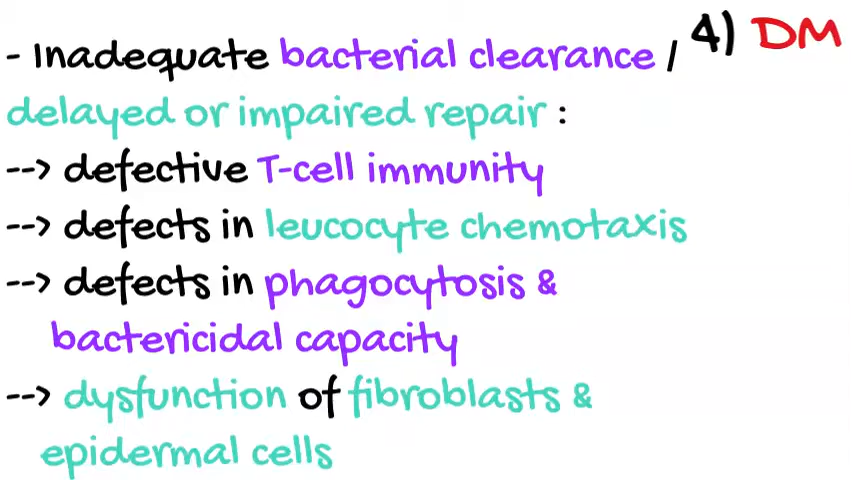 4) DM
- Inadequate bacterial clearance /
delayed or impaired repair :
--> defective T-cell immunity
--> defects in leucocyte chemotaxis
--> defects in phagocytosis &
bactericidal capacity
--> dysfunction of fibroblasts &
epidermal cells